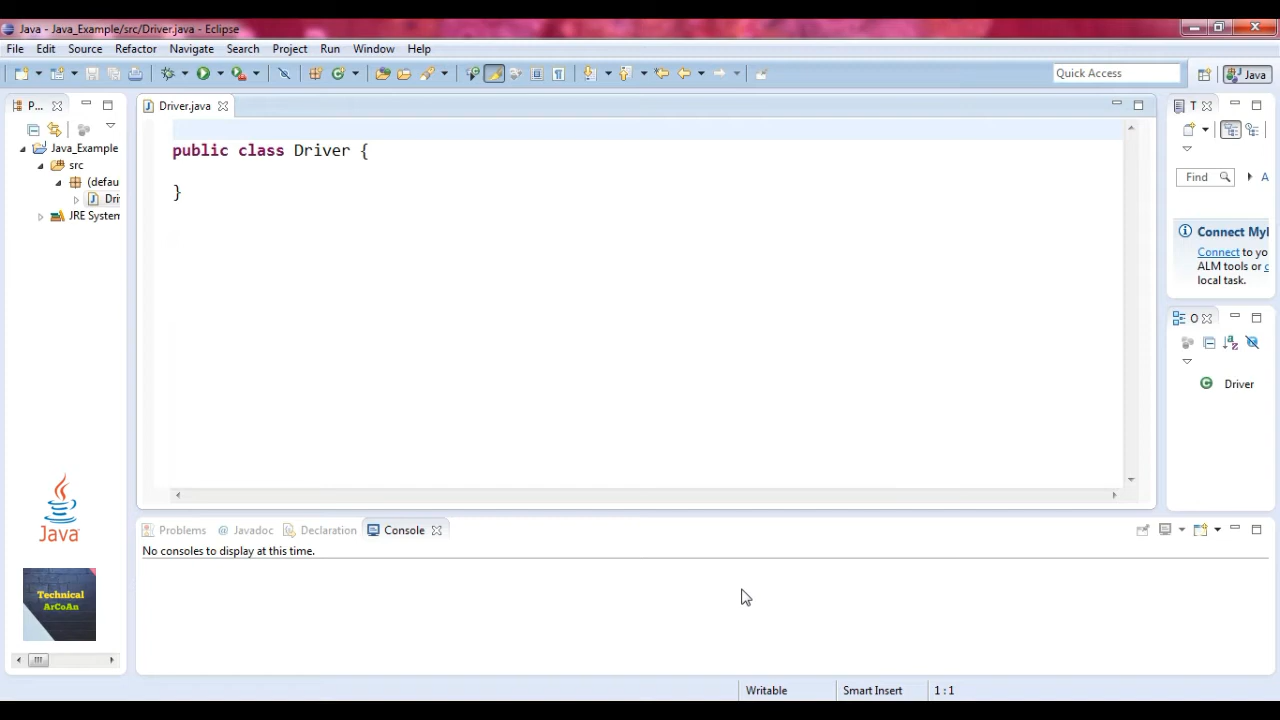 Java - Java_Example/src/Driver.java - Eclipse
File Edit Source Refactor Navigate Search Project Run Window Help
Quick Access
Java
P...
Driver.java
T
Java_Example
src
(defau
Dri
JRE System
public class Driver {
}
Find
A
Connect Myl
Connect to yo
ALM tools or c
local task.
O
Driver
Java
Technical
ArCoAn
Problems @ Javadoc Declaration Console
No consoles to display at this time.
Writable Smart Insert 1 : 1